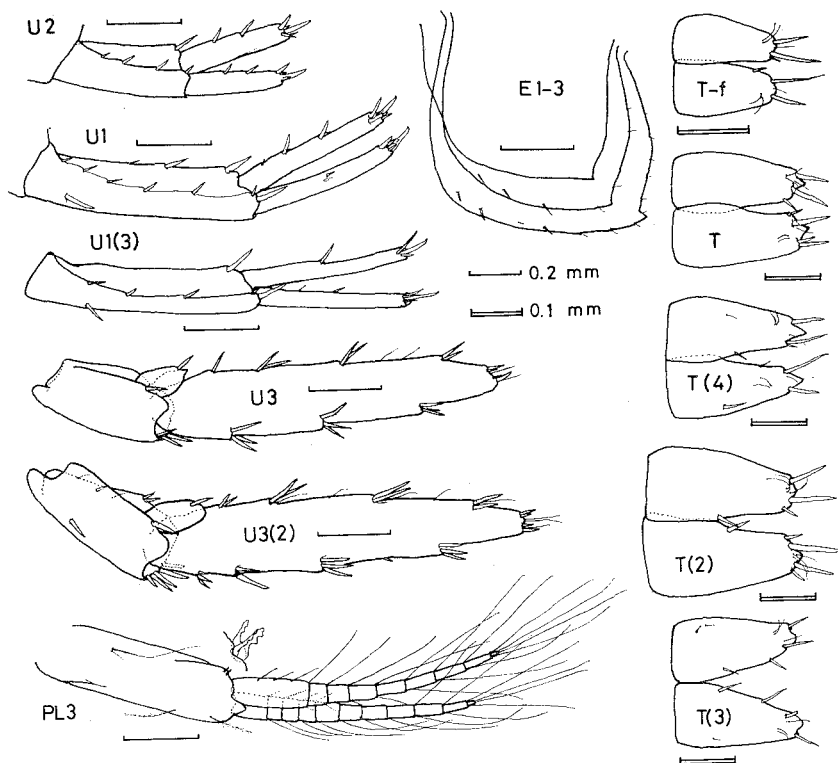 U2
U1
U1(3)
U3
U3(2)
PL3
E1-3
0.2 mm
0.1 mm
T-f
T
T(4)
T(2)
T(3)